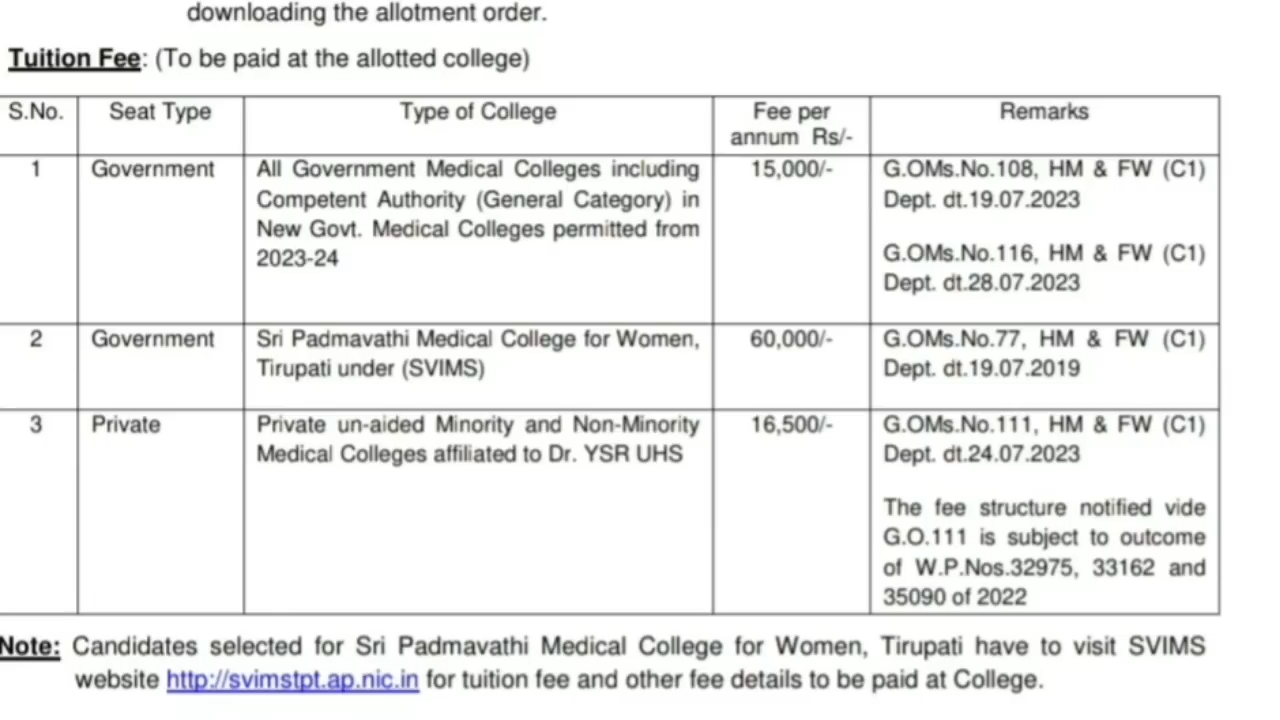 downloading the allotment order.
Tuition Fee: (To be paid at the allotted college)
S.No. Seat Type Type of College Fee per annum Rs/- Remarks
1 Government All Government Medical Colleges including 15,000/- G.OMs.No.108, HM & FW (C1)
Competent Authority (General Category) in Dept. dt.19.07.2023
New Govt. Medical Colleges permitted from
2023-24
G.OMs.No.116, HM & FW (C1)
Dept. dt.28.07.2023
2 Government Sri Padmavathi Medical College for Women, 60,000/- G.OMs.No.77, HM & FW (C1)
Tirupati under (SVIMS) Dept. dt.19.07.2019
3 Private Private un-aided Minority and Non-Minority 16,500/- G.OMs.No.111, HM & FW (C1)
Medical Colleges affiliated to Dr. YSR UHS Dept. dt.24.07.2023
The fee structure notified vide
G.O.111 is subject to outcome
of W.P.Nos.32975, 33162 and
35090 of 2022
Note: Candidates selected for Sri Padmavathi Medical College for Women, Tirupati have to visit SVIMS
website http://svimstpt.ap.nic.in for tuition fee and other fee details to be paid at College.